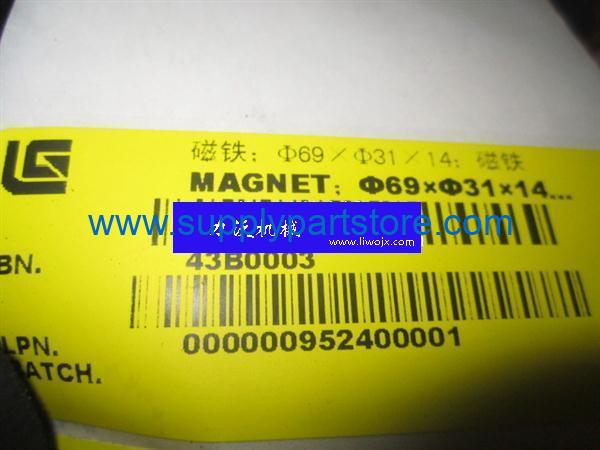 磁铁; Φ69×Φ31×14; 磁铁
MAGNET; Φ69×Φ31×14...
www.supplypartstore.com
力沃机械
www.liwojx.com
BN. 43B0003
LPN. 000000952400001
BATCH.